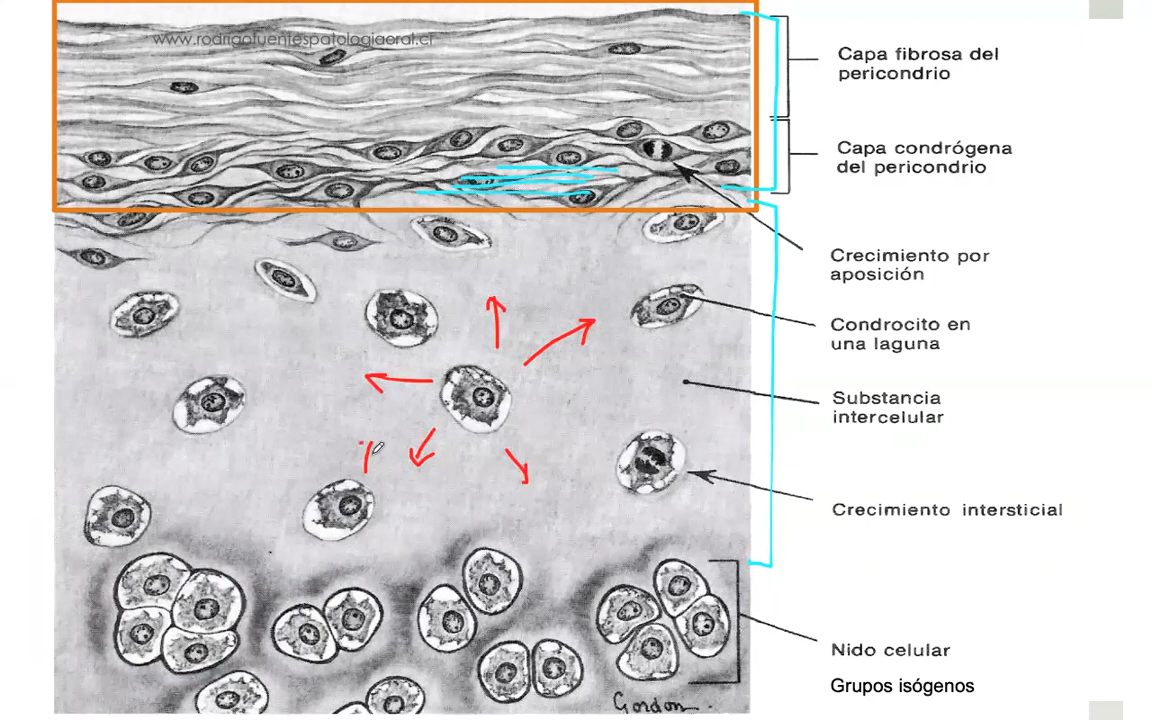 www.rodrigofuentespatologiaoral.cl
Capa fibrosa del
pericondrio
Capa condrógena
del pericondrio
Crecimiento por
aposición
Condrocito en
una laguna
Substancia
intercelular
Crecimiento intersticial
Nido celular
Grupos isógenos
Gordon